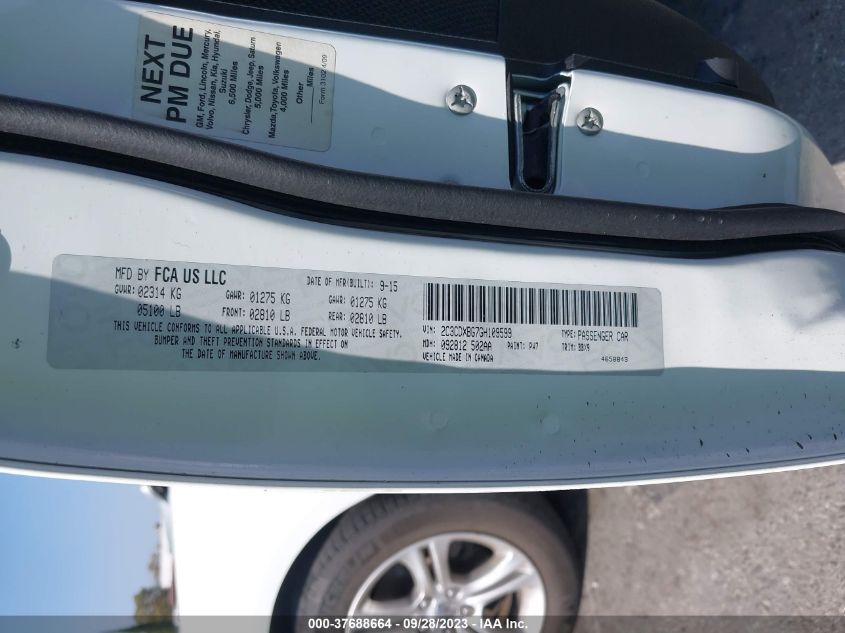 NEXT
PM DUE
GM, Ford, Lincoln, Mercury,
Volvo, Nissan, Kia, Hyundai,
Suzuki
6,500 Miles
Chrysler, Dodge, Jeep, Saturn
5,000 Miles
Mazda, Toyota, Volkswagen
4,000 Miles
Other
Miles
MFD BY FCA US LLC
DATE OF MFR(BUILT): 9-15
GVWR: 02314 KG GAWR: 01275 KG GAWR: 01275 KG
05100 LB FRONT: 02810 LB REAR: 02810 LB
THIS VEHICLE CONFORMS TO ALL APPLICABLE U.S.A. FEDERAL MOTOR VEHICLE SAFETY,
BUMPER AND THEFT PREVENTION STANDARDS IN EFFECT ON
THE DATE OF MANUFACTURE SHOWN ABOVE.
VIN: 2C3CDXBG7GH109599 TYPE: PASSENGER CAR
MDH: 092812 502AA PAINT: PW7 TRIM:
VEHICLE MADE IN CANADA
000-37688664 - 09/28/2023 - IAA Inc.